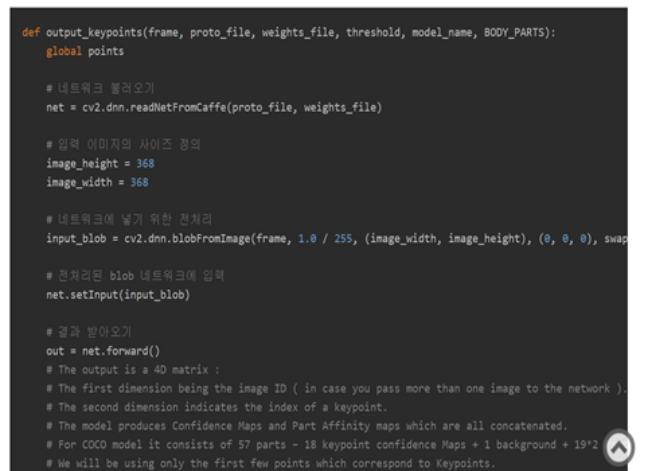 def output_keypoints(frame, proto_file, weights_file, threshold, model_name, BODY_PARTS):
global points
# 네트워크 불러오기
net = cv2.dnn.readNetFromCaffe(proto_file, weights_file)
# 입력 이미지의 사이즈 정의
image_height = 368
image_width = 368
# 네트워크에 넣기 위한 전처리
input_blob = cv2.dnn.blobFromImage(frame, 1.0 / 255, (image_width, image_height), (0, 0, 0), swap
# 전처리된 blob 네트워크에 입력
net.setInput(input_blob)
# 결과 받아오기
out = net.forward()
# The output is a 4D matrix :
# The first dimension being the image ID ( in case you pass more than one image to the network ).
# The second dimension indicates the index of a keypoint.
# The model produces Confidence Maps and Part Affinity maps which are all concatenated.
# For COCO model it consists of 57 parts – 18 keypoint confidence Maps + 1 background + 19*2
# We will be using only the first few points which correspond to Keypoints.